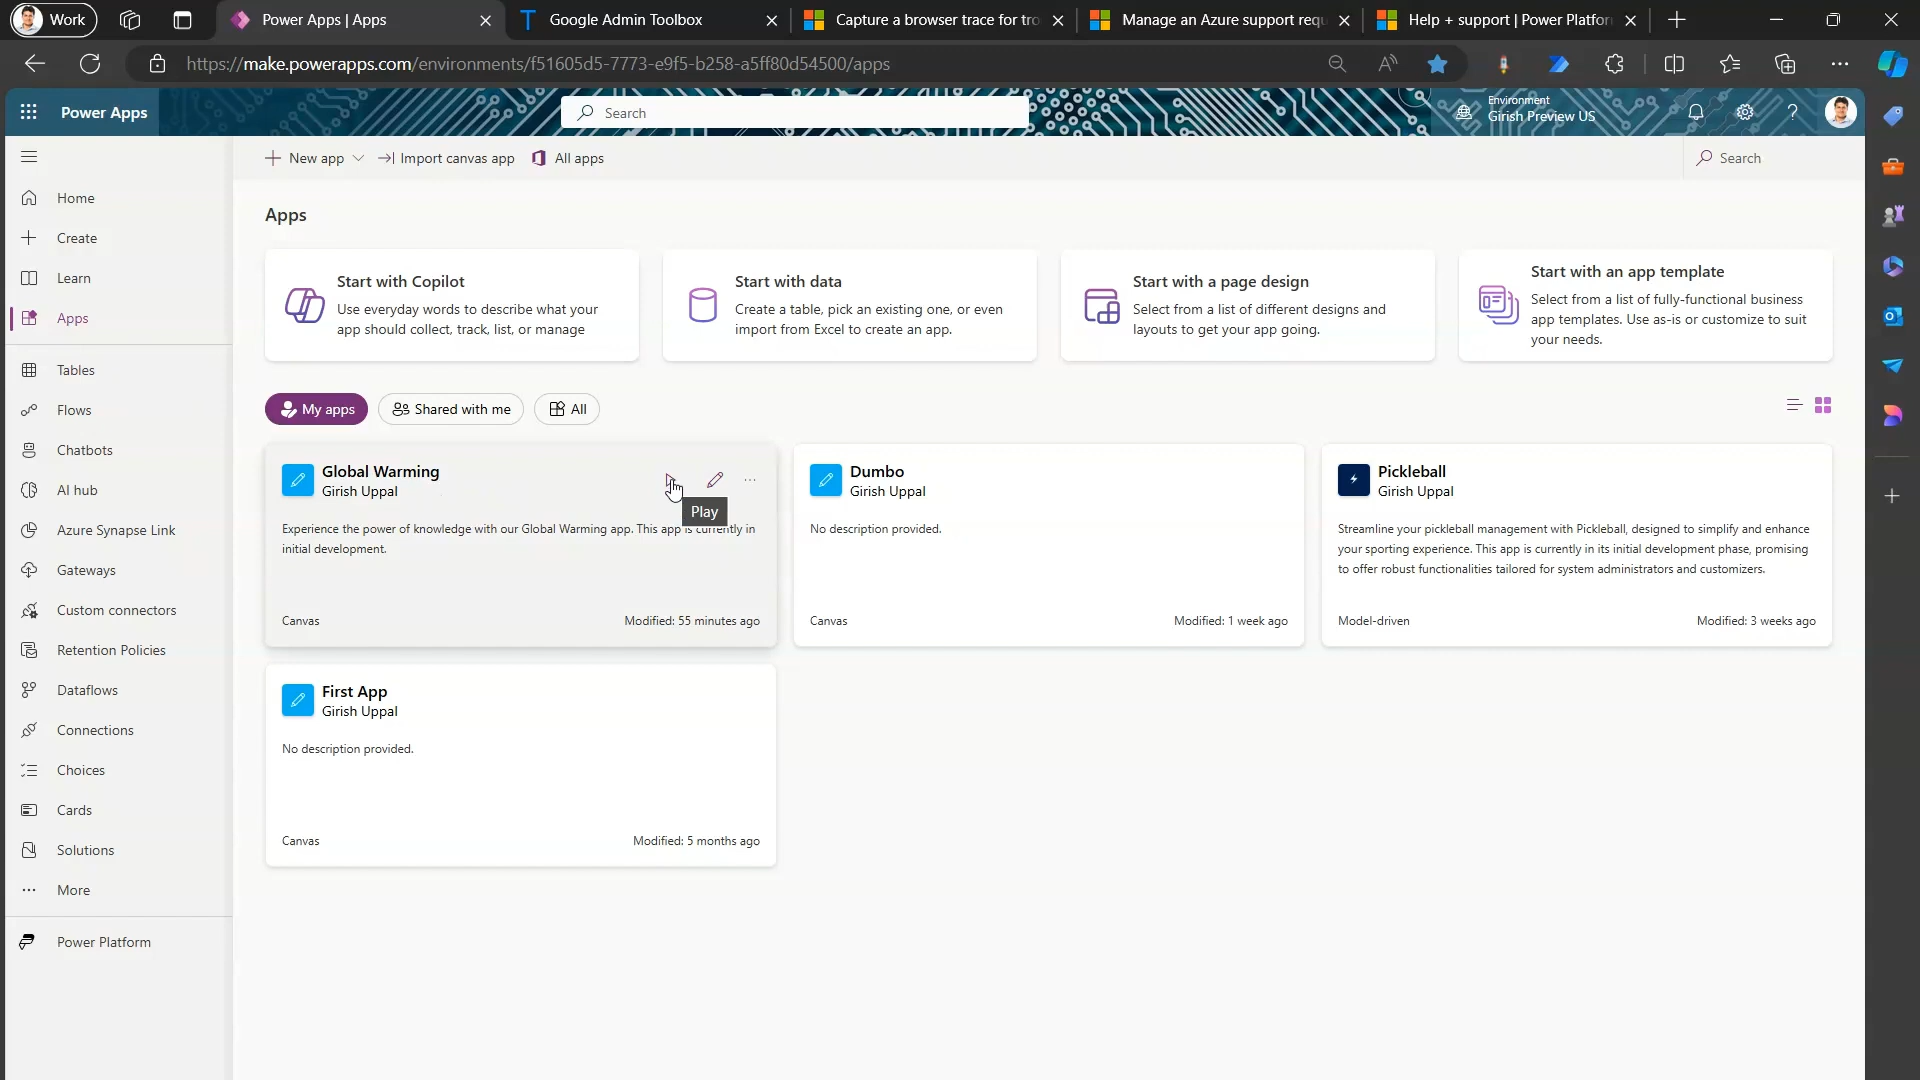 Work
Power Apps | Apps
Google Admin Toolbox
Capture a browser trace for tro
Manage an Azure support requ
Help + support | Power Platfor
https://make.powerapps.com/environments/f51605d5-7773-e9f5-b258-a5ff80d54500/apps
Power Apps
Search
Environment
Girish Preview US
New app
Import canvas app
All apps
Search
Home
Create
Learn
Apps
Tables
Flows
Chatbots
AI hub
Azure Synapse Link
Gateways
Custom connectors
Retention Policies
Dataflows
Connections
Choices
Cards
Solutions
More
Power Platform
Apps
Start with Copilot
Use everyday words to describe what your
app should collect, track, list, or manage
Start with data
Create a table, pick an existing one, or even
import from Excel to create an app.
Start with a page design
Select from a list of different designs and
layouts to get your app going.
Start with an app template
Select from a list of fully-functional business
app templates. Use as-is or customize to suit
your needs.
My apps
Shared with me
All
Global Warming
Girish Uppal
Play
Experience the power of knowledge with our Global Warming app. This app is currently in
initial development.
Canvas
Modified: 55 minutes ago
Dumbo
Girish Uppal
No description provided.
Canvas
Modified: 1 week ago
Pickleball
Girish Uppal
Streamline your pickleball management with Pickleball, designed to simplify and enhance
your sporting experience. This app is currently in its initial development phase, promising
to offer robust functionalities tailored for system administrators and customizers.
Model-driven
Modified: 3 weeks ago
First App
Girish Uppal
No description provided.
Canvas
Modified: 5 months ago